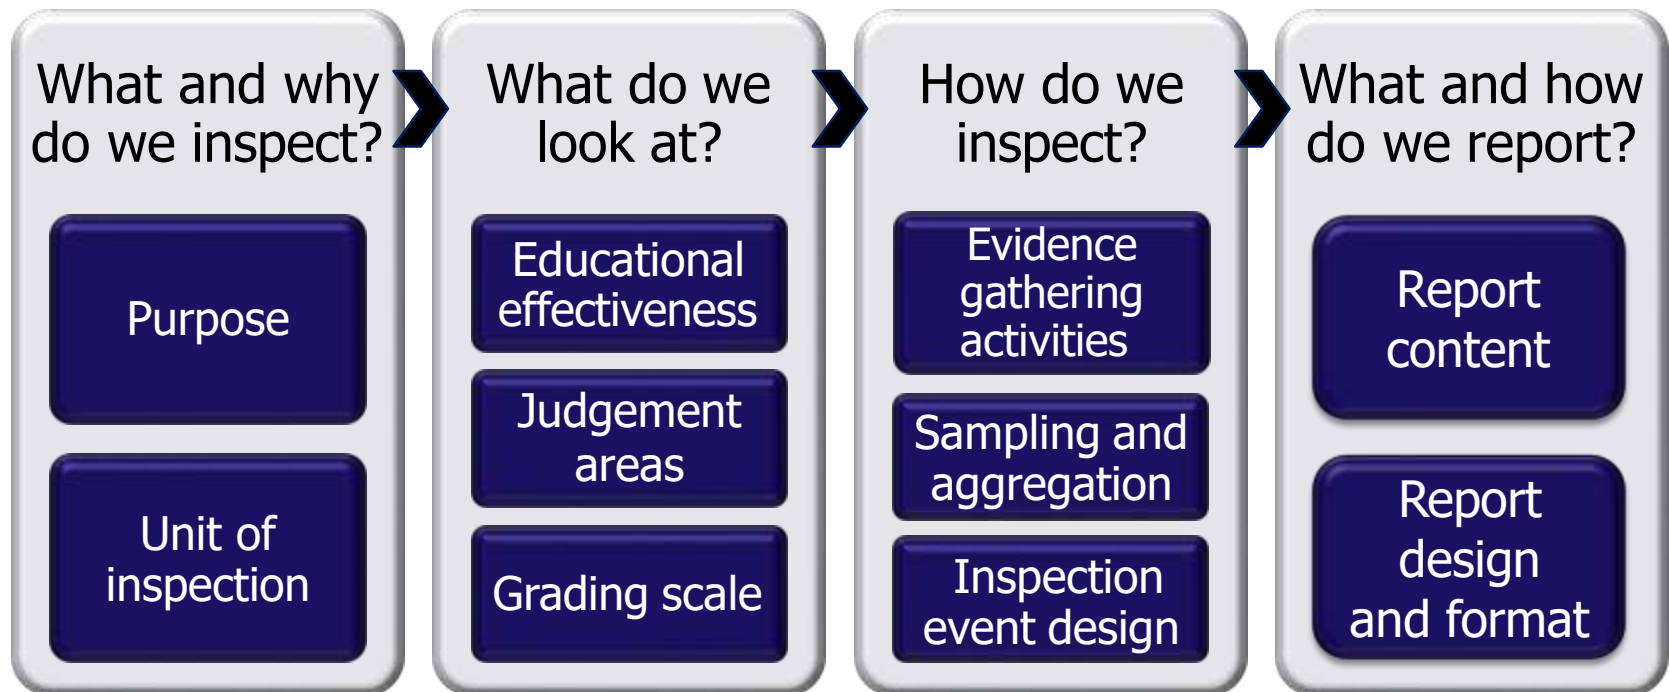 What and why
do we inspect?
Purpose
Unit of
inspection
What do we
look at?
Educational
effectiveness
Judgement
areas
Grading scale
How do we
inspect?
Evidence
gathering
activities
Sampling and
aggregation
Inspection
event design
What and how
do we report?
Report
content
Report
design
and format